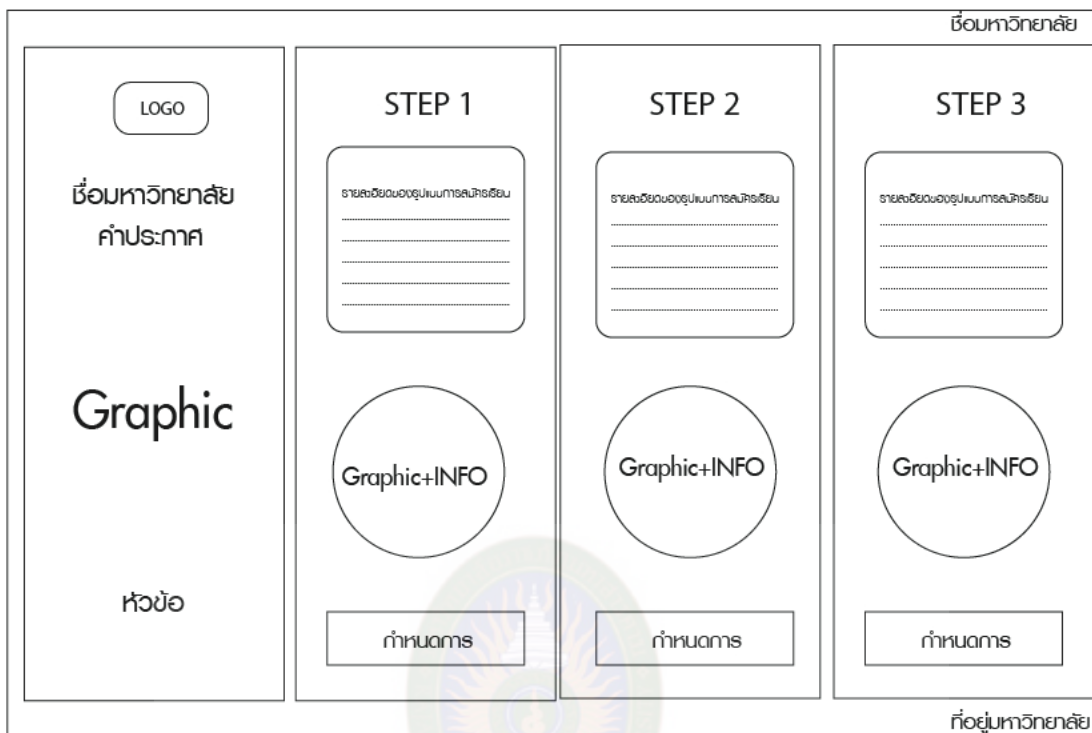 ชื่อมหาวิทยาลัย
LOGO
ชื่อมหาวิทยาลัย
คำประกาศ
Graphic
หัวข้อ
STEP 1
รายละเอียดของรูปแบบการสมัครเรียน
Graphic+INFO
กำหนดการ
STEP 2
รายละเอียดของรูปแบบการสมัครเรียน
Graphic+INFO
กำหนดการ
STEP 3
รายละเอียดของรูปแบบการสมัครเรียน
Graphic+INFO
กำหนดการ
ที่อยู่มหาวิทยาลัย